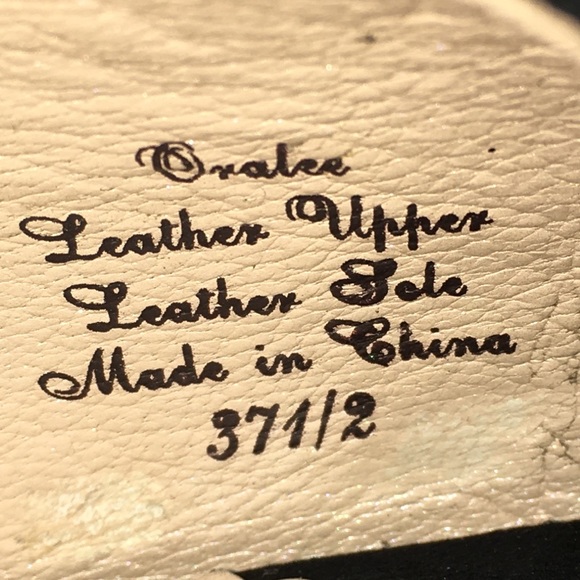 Oralee
Leather Upper
Leather Sole
Made in China
371/2